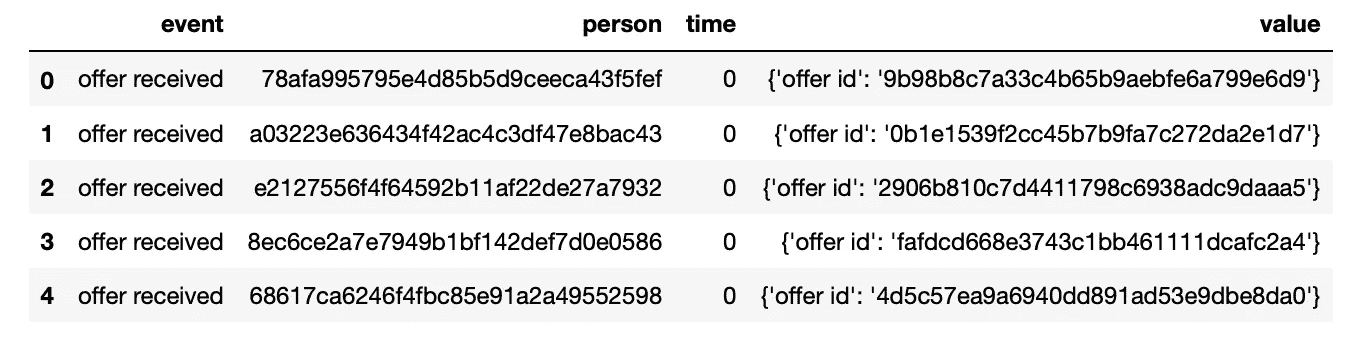 event person time value
0 offer received 78afa995795e4d85b5d9ceeca43f5fef 0 {'offer id': '9b98b8c7a33c4b65b9aebfe6a799e6d9'}
1 offer received a03223e636434f42ac4c3df47e8bac43 0 {'offer id': '0b1e1539f2cc45b7b9fa7c272da2e1d7'}
2 offer received e2127556f4f64592b11af22de27a7932 0 {'offer id': '2906b810c7d4411798c6938adc9daaa5'}
3 offer received 8ec6ce2a7e7949b1bf142def7d0e0586 0 {'offer id': 'fafdcd668e3743c1bb461111dcafc2a4'}
4 offer received 68617ca6246f4fbc85e91a2a49552598 0 {'offer id': '4d5c57ea9a6940dd891ad53e9dbe8da0'}